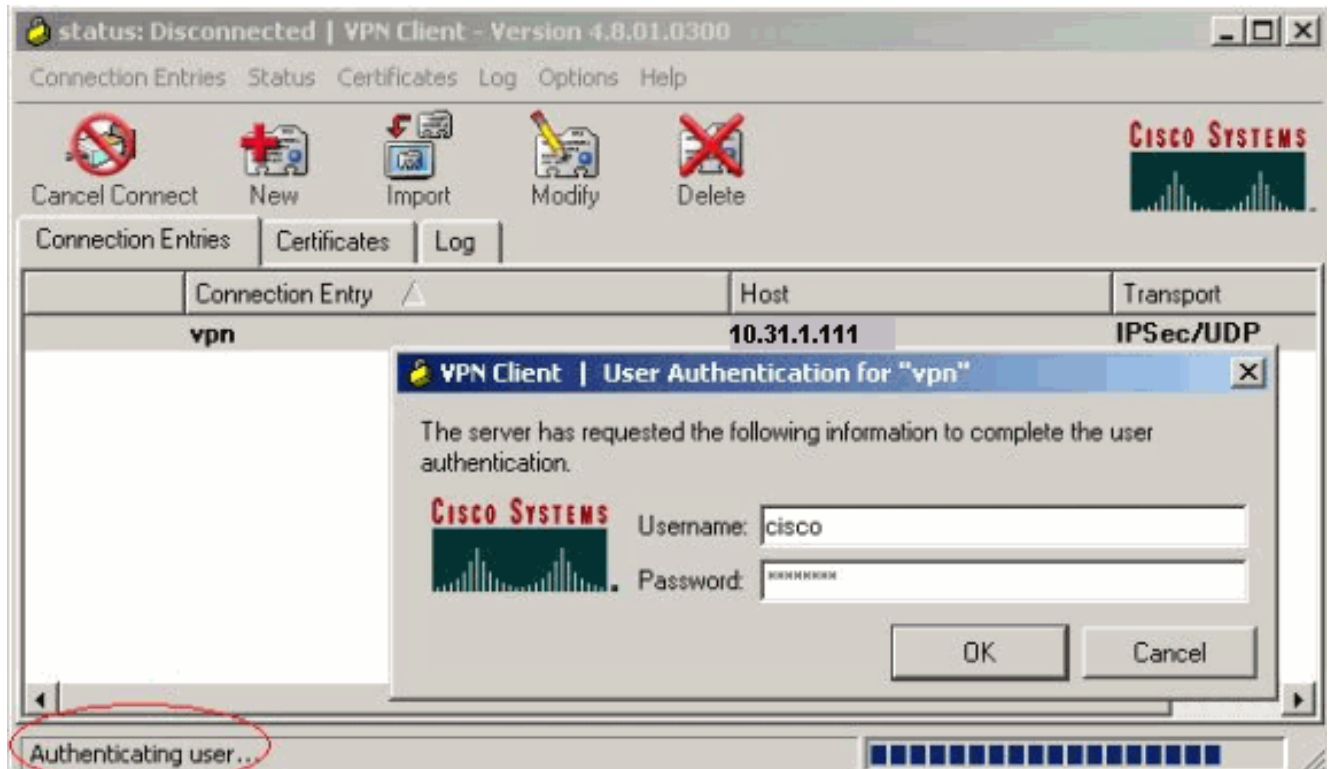 status: Disconnected | VPN Client - Version 4.8.01.0300
Connection Entries Status Certificates Log Options Help
Cancel Connect New Import Modify Delete
CISCO SYSTEMS
Connection Entries Certificates Log
Connection Entry Host Transport
vpn 10.31.1.111 IPSec/UDP
VPN Client | User Authentication for "vpn"
The server has requested the following information to complete the user
authentication.
CISCO SYSTEMS
Username: cisco
Password: ********
OK Cancel
Authenticating user...